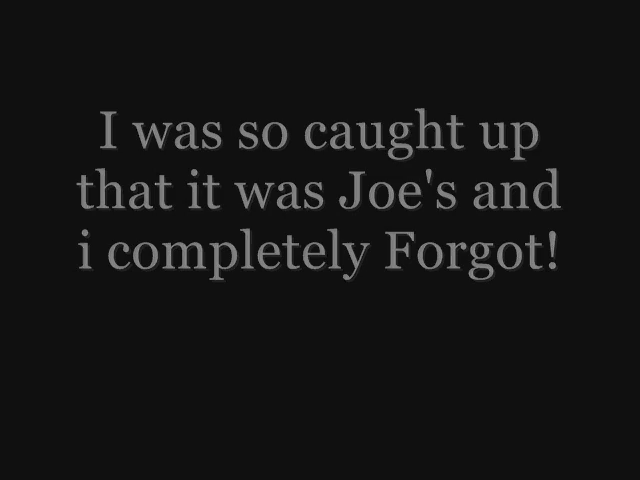 I was so caught up
that it was Joe's and
i completely Forgot!